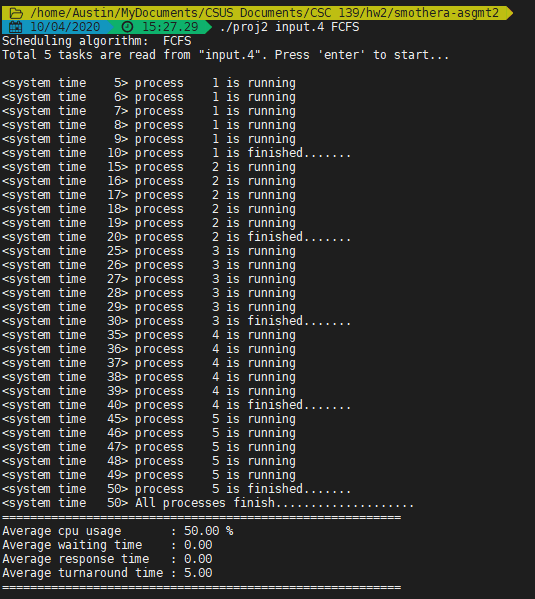 /home/Austin/MyDocuments/CSUS Documents/CSC 139/hw2/smothera-asgmt2
10/04/2020 15:27.29 ./proj2 input.4 FCFS
Scheduling algorithm:  FCFS
Total 5 tasks are read from "input.4". Press 'enter' to start...
<system time    5> process    1 is running
<system time    6> process    1 is running
<system time    7> process    1 is running
<system time    8> process    1 is running
<system time    9> process    1 is running
<system time   10> process    1 is finished.......
<system time   15> process    2 is running
<system time   16> process    2 is running
<system time   17> process    2 is running
<system time   18> process    2 is running
<system time   19> process    2 is running
<system time   20> process    2 is finished.......
<system time   25> process    3 is running
<system time   26> process    3 is running
<system time   27> process    3 is running
<system time   28> process    3 is running
<system time   29> process    3 is running
<system time   30> process    3 is finished.......
<system time   35> process    4 is running
<system time   36> process    4 is running
<system time   37> process    4 is running
<system time   38> process    4 is running
<system time   39> process    4 is running
<system time   40> process    4 is finished.......
<system time   45> process    5 is running
<system time   46> process    5 is running
<system time   47> process    5 is running
<system time   48> process    5 is running
<system time   49> process    5 is running
<system time   50> process    5 is finished.......
<system time   50> All processes finish....................
=========================================================
Average cpu usage       : 50.00 %
Average waiting time    : 0.00
Average response time   : 0.00
Average turnaround time : 5.00
=========================================================